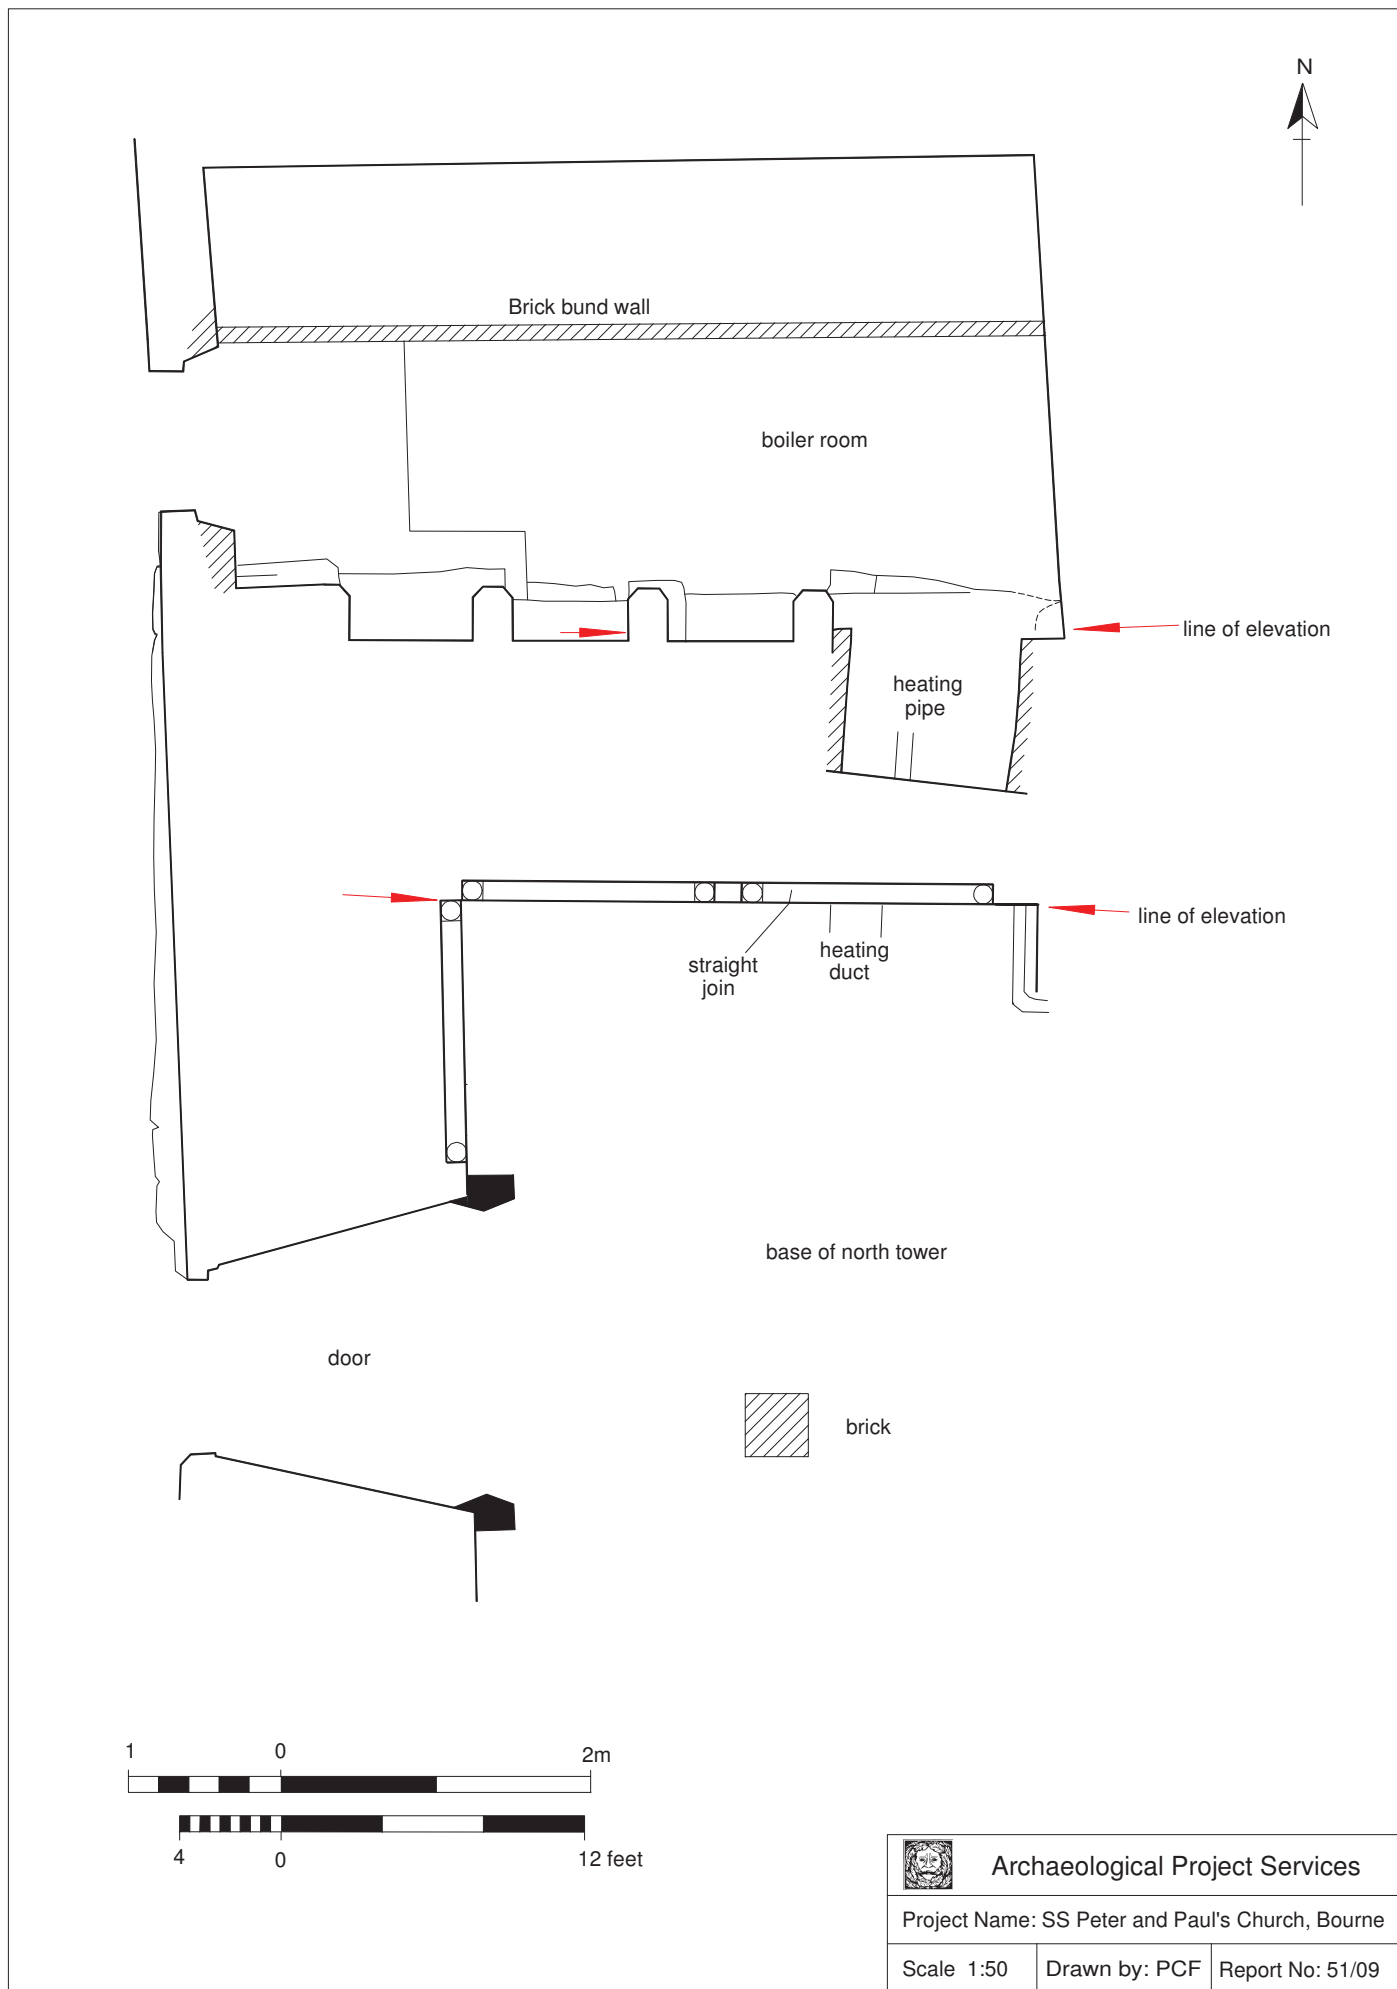 N
Brick bund wall
boiler room
line of elevation
heating
pipe
line of elevation
straight
join
heating
duct
base of north tower
door
brick
1 0 2m
4 0 12 feet
Archaeological Project Services
Project Name: SS Peter and Paul's Church, Bourne
Scale 1:50 Drawn by: PCF Report No: 51/09